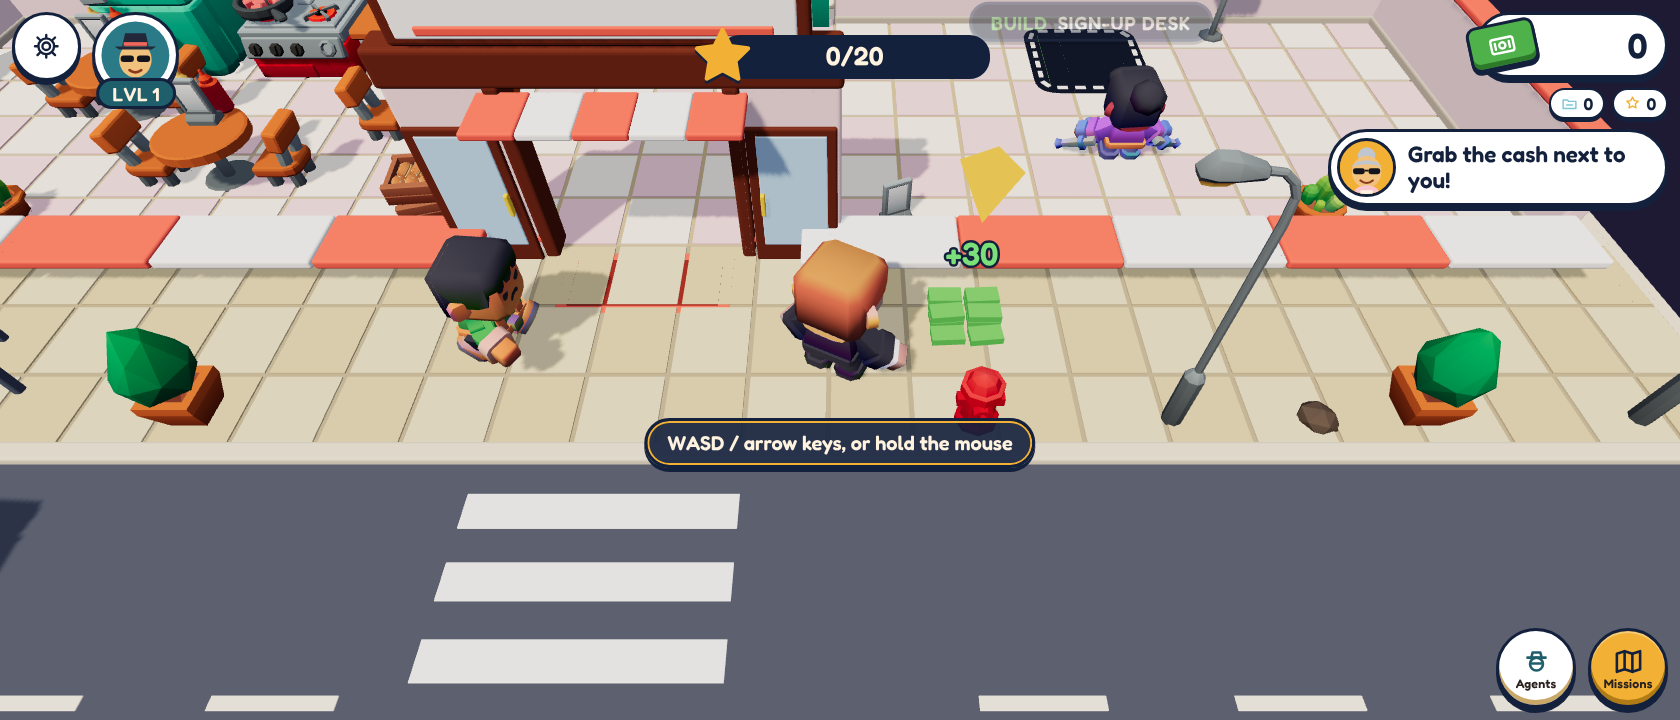 BUILD SIGN-UP DESK
0/20
0
LVL 1
0
0
Grab the cash next to
you!
+30
WASD / arrow keys, or hold the mouse
Agents
Missions